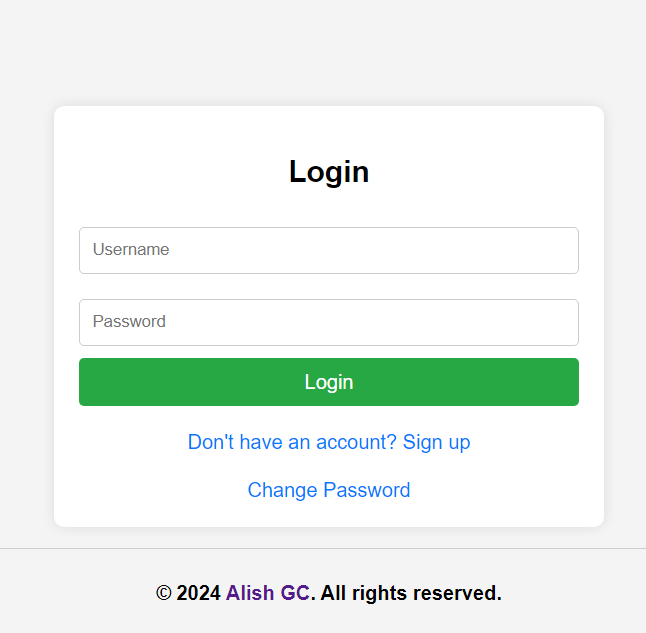 Login
Username
Password
Login
Don't have an account? Sign up
Change Password
© 2024 Alish GC. All rights reserved.